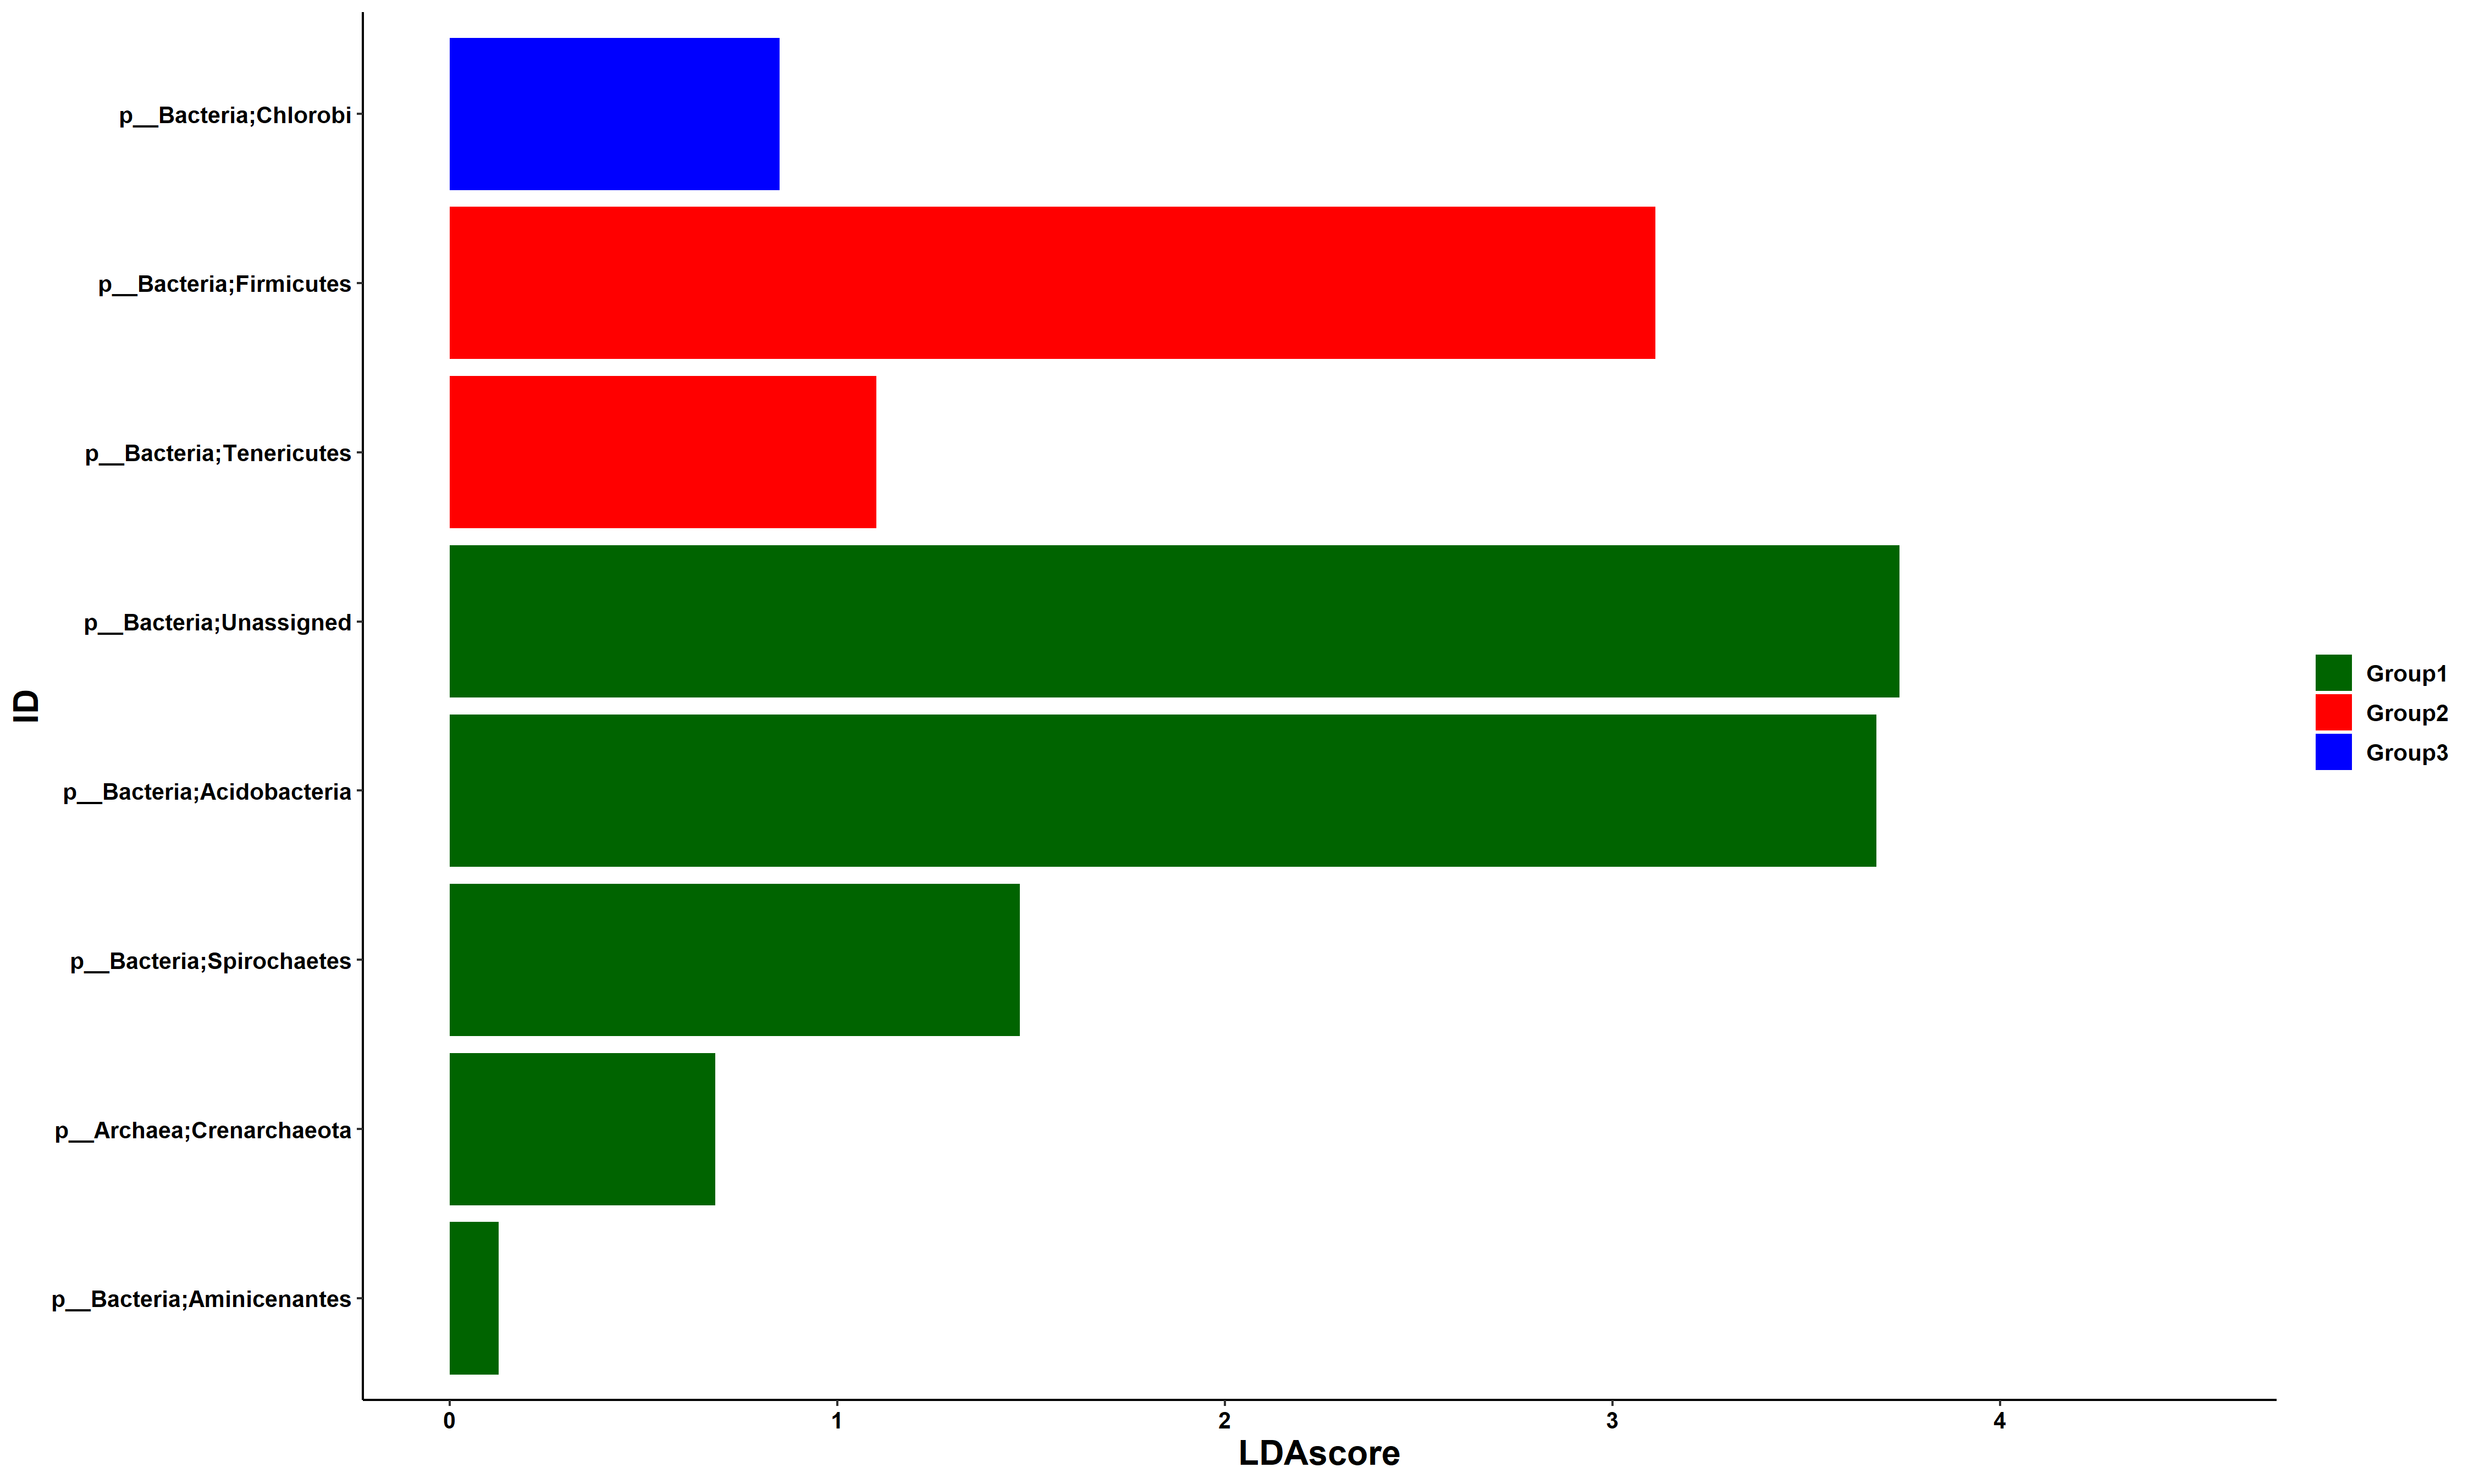 p__Bacteria;Chlorobi
p__Bacteria;Firmicutes
p__Bacteria;Tenericutes
p__Bacteria;Unassigned
p__Bacteria;Acidobacteria
p__Bacteria;Spirochaetes
p__Archaea;Crenarchaeota
p__Bacteria;Aminicenantes
ID
0 1 2 3 4
LDAscore
Group1
Group2
Group3